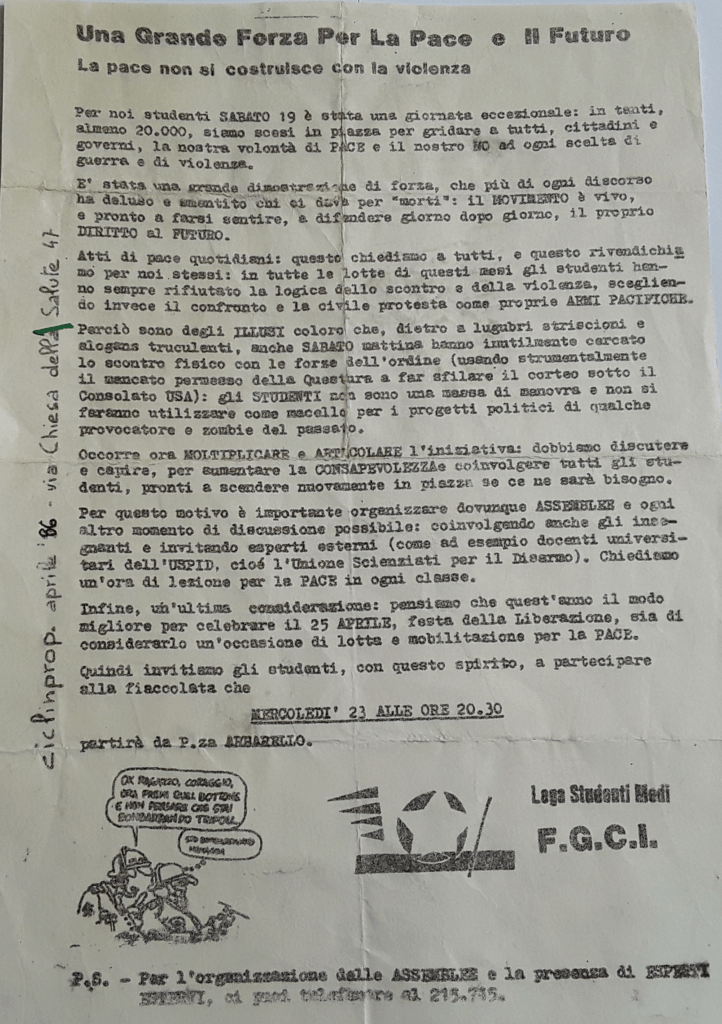 Una Grande Forza Per La Pace e Il Futuro
La pace non si costruisce con la violenza
Per noi studenti SABATO 19 è stata una giornata eccezionale: in tanti,
almeno 20.000, siamo scesi in piazza per gridare a tutti, cittadini e
governi, la nostra volontà di PACE e il nostro NO ad ogni scelta di
guerra e di violenza.
E' stata una grande dimostrazione di forza, che più di ogni discorso
ha deluso e smentito chi ci dava per "morti": il MOVIMENTO è vivo,
e pronto a farsi sentire, a difendere giorno dopo giorno, il proprio
DIRITTO al FUTURO.
Atti di pace quotidiani: questo chiediamo a tutti, e questo rivendichia
mo per noi stessi: in tutte le lotte di questi mesi gli studenti han-
no sempre rifiutato la logica dello scontro e della violenza, sceglien-
do invece il confronto e la civile protesta come proprie ARMI PACIFICHE.
Perciò sono degli ILLUSI coloro che, dietro a lugubri striscioni e
slogans truculenti, anche SABATO mattina hanno inutilmente cercato
lo scontro fisico con le forze dell'ordine (usando strumentalmente
il mancato permesso della Questura a far sfilare il corteo sotto il
Consolato USA): gli STUDENTI non sono una massa di manovra e non si
faranno utilizzare come macello per i progetti politici di qualche
provocatore e zombie del passato.
Occorre ora MOLTIPLICARE e ARTICOLARE l'iniziativa: dobbiamo discutere
e capire, per aumentare la CONSAPEVOLEZZAe coinvolgere tutti gli stu-
denti, pronti a scendere nuovamente in piazza se ce ne sarà bisogno.
Per questo motivo è importante organizzare dovunque ASSEMBLEE e ogni
altro momento di discussione possibile: coinvolgendo anche gli inse-
gnanti e invitando esperti esterni (come ad esempio docenti universi-
tari dell'USPID, cioé l'Unione Scienziati per il Disarmo). Chiediamo
un'ora di lezione per la PACE in ogni classe.
Infine, un'ultima considerazione: pensiamo che quest'anno il modo
migliore per celebrare il 25 APRILE, festa della Liberazione, sia di
considerarlo un'occasione di lotta e mobilitazione per la PACE.
Quindi invitiamo gli studenti, con questo spirito, a partecipare
alla fiaccolata che
MERCOLEDI' 23 ALLE ORE 20.30
partirà da P.za ARBARELLO.
OK RAGAZZO, CORAGGIO,
ORA PREMI QUEL BOTTONE
E NON PENSARE CHE STAI
BOMBARDANDO TRIPOLI.
STO BOMBARDANDO
Lega Studenti Medi
F.G.C.I.
P.S. - Per l'organizzazione delle ASSEMBLEE e la presenza di ESPERTI
ESTERNI, ci puoi telefonare al 215.745.
ciclinprop. aprile '86 - via Chiesa della Salute 47